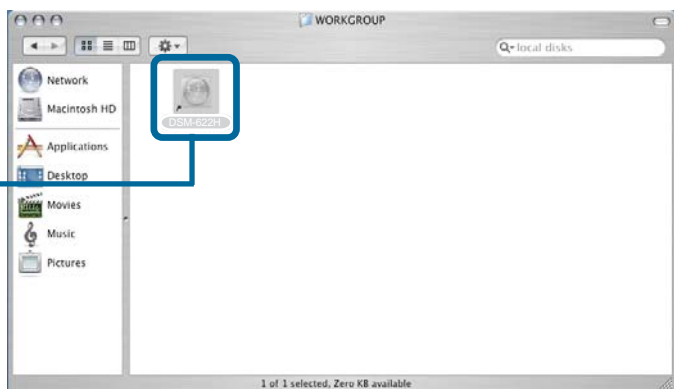 WORKGROUP
local disks
Network
Macintosh HD
Applications
Desktop
Movies
Music
Pictures
DSM-622H
1 of 1 selected, Zero KB available